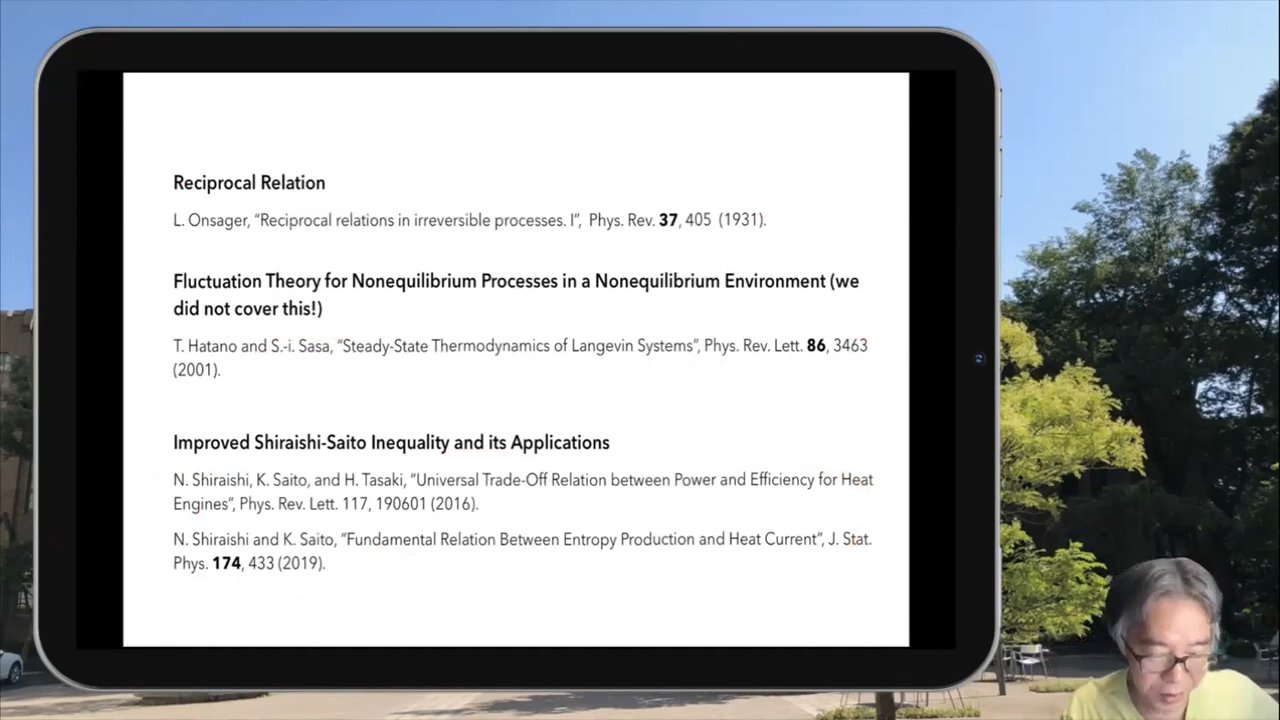 Reciprocal Relation
L. Onsager, “Reciprocal relations in irreversible processes. I”, Phys. Rev. 37, 405 (1931).
Fluctuation Theory for Nonequilibrium Processes in a Nonequilibrium Environment (we
did not cover this!)
T. Hatano and S.-i. Sasa, “Steady-State Thermodynamics of Langevin Systems”, Phys. Rev. Lett. 86, 3463
(2001).
Improved Shiraishi-Saito Inequality and its Applications
N. Shiraishi, K. Saito, and H. Tasaki, “Universal Trade-Off Relation between Power and Efficiency for Heat
Engines”, Phys. Rev. Lett. 117, 190601 (2016).
N. Shiraishi and K. Saito, “Fundamental Relation Between Entropy Production and Heat Current”, J. Stat.
Phys. 174, 433 (2019).